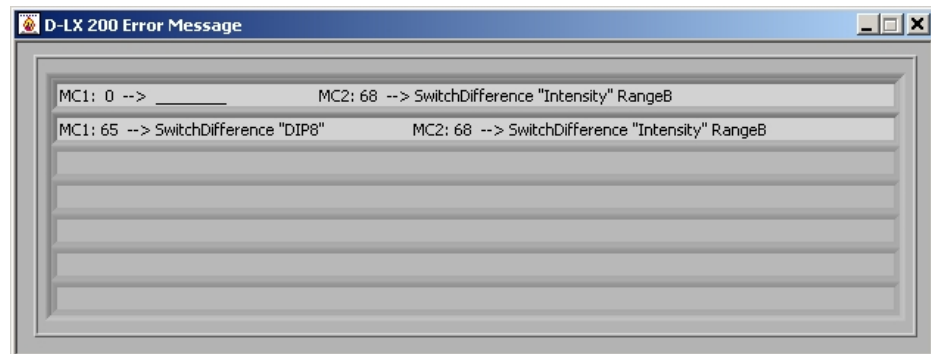 D-LX 200 Error Message
MC1: 0 --> ________ MC2: 68 --> SwitchDifference "Intensity" RangeB
MC1: 65 --> SwitchDifference "DIP8" MC2: 68 --> SwitchDifference "Intensity" RangeB